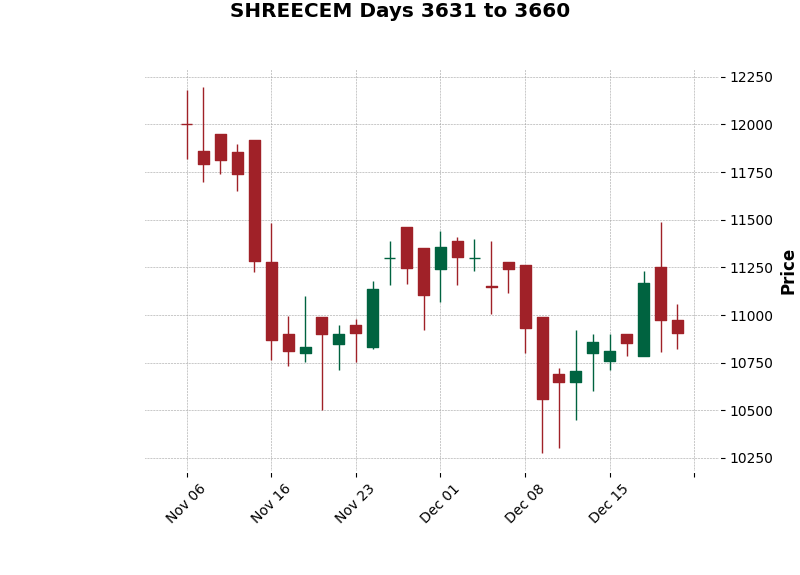 SHREECEM Days 3631 to 3660
12250
12000
11750
11500
11250
11000
10750
10500
10250
Price
Nov 06
Nov 16
Nov 23
Dec 01
Dec 08
Dec 15